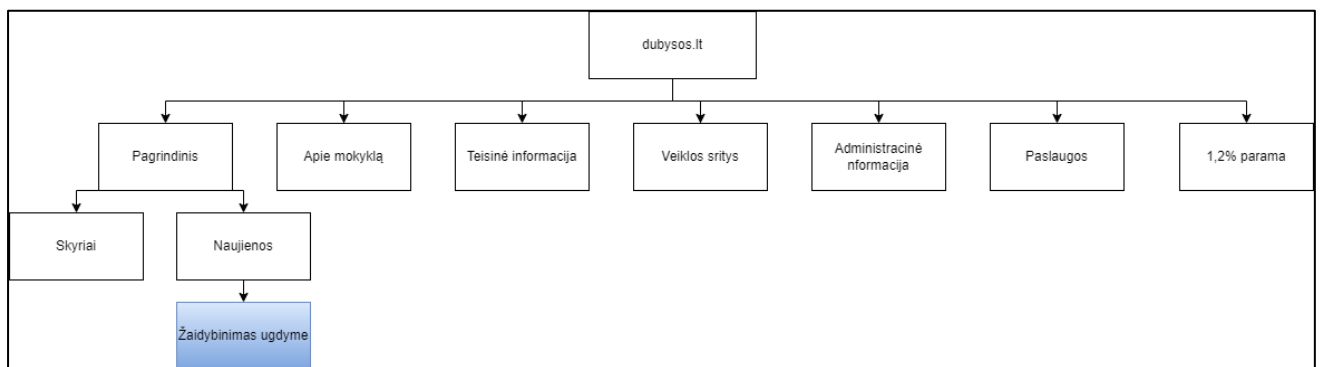 dubysos.lt
Pagrindinis
Apie mokyklą
Teisinė informacija
Veiklos sritys
Administracinė
nformacija
Paslaugos
1,2% parama
Skyriai
Naujienos
Žaidybinimas ugdyme